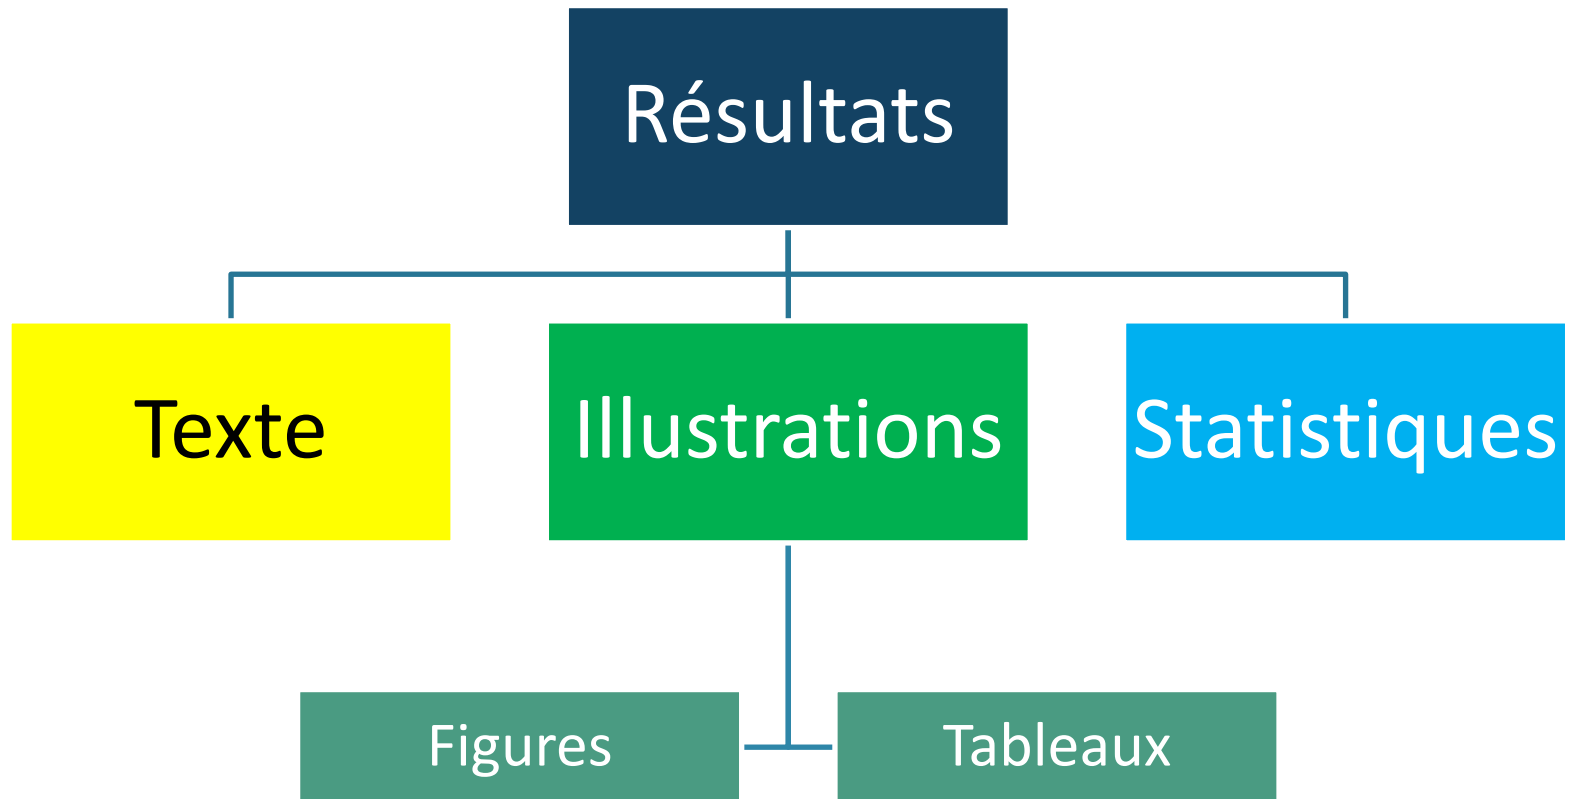 Résultats
Texte
Illustrations
Statistiques
Figures
Tableaux